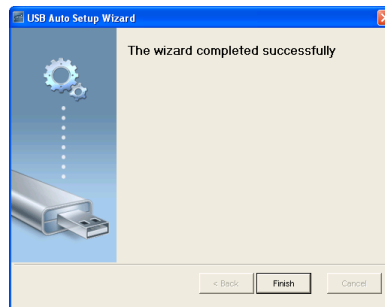 USB Auto Setup Wizard
The wizard completed successfully
< Back
Finish
Cancel